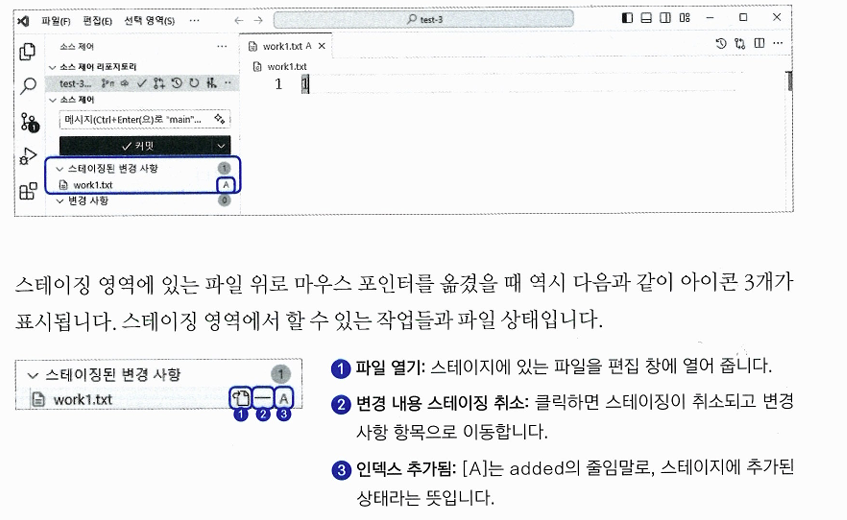 파일(F) 편집(E) 선택 영역(S) ··· ← → test-3
소스 제어 ···
work1.txt A ×
소스 제어 리포지토리
work1.txt
test-3...
1 1
소스 제어
메시지(Ctrl+Enter(으)로 "main"...
1
✓ 커밋
스테이징된 변경 사항 1
work1.txt A
변경 사항 0
스테이징 영역에 있는 파일 위로 마우스 포인터를 옮겼을 때 역시 다음과 같이 아이콘 3개가
표시됩니다. 스테이징 영역에서 할 수 있는 작업들과 파일 상태입니다.
스테이징된 변경 사항 1
work1.txt A
1 2 3
1 파일 열기: 스테이지에 있는 파일을 편집 창에 열어 줍니다.
2 변경 내용 스테이징 취소: 클릭하면 스테이징이 취소되고 변경
사항 항목으로 이동합니다.
3 인덱스 추가됨: [A]는 added의 줄임말로, 스테이지에 추가된
상태라는 뜻입니다.